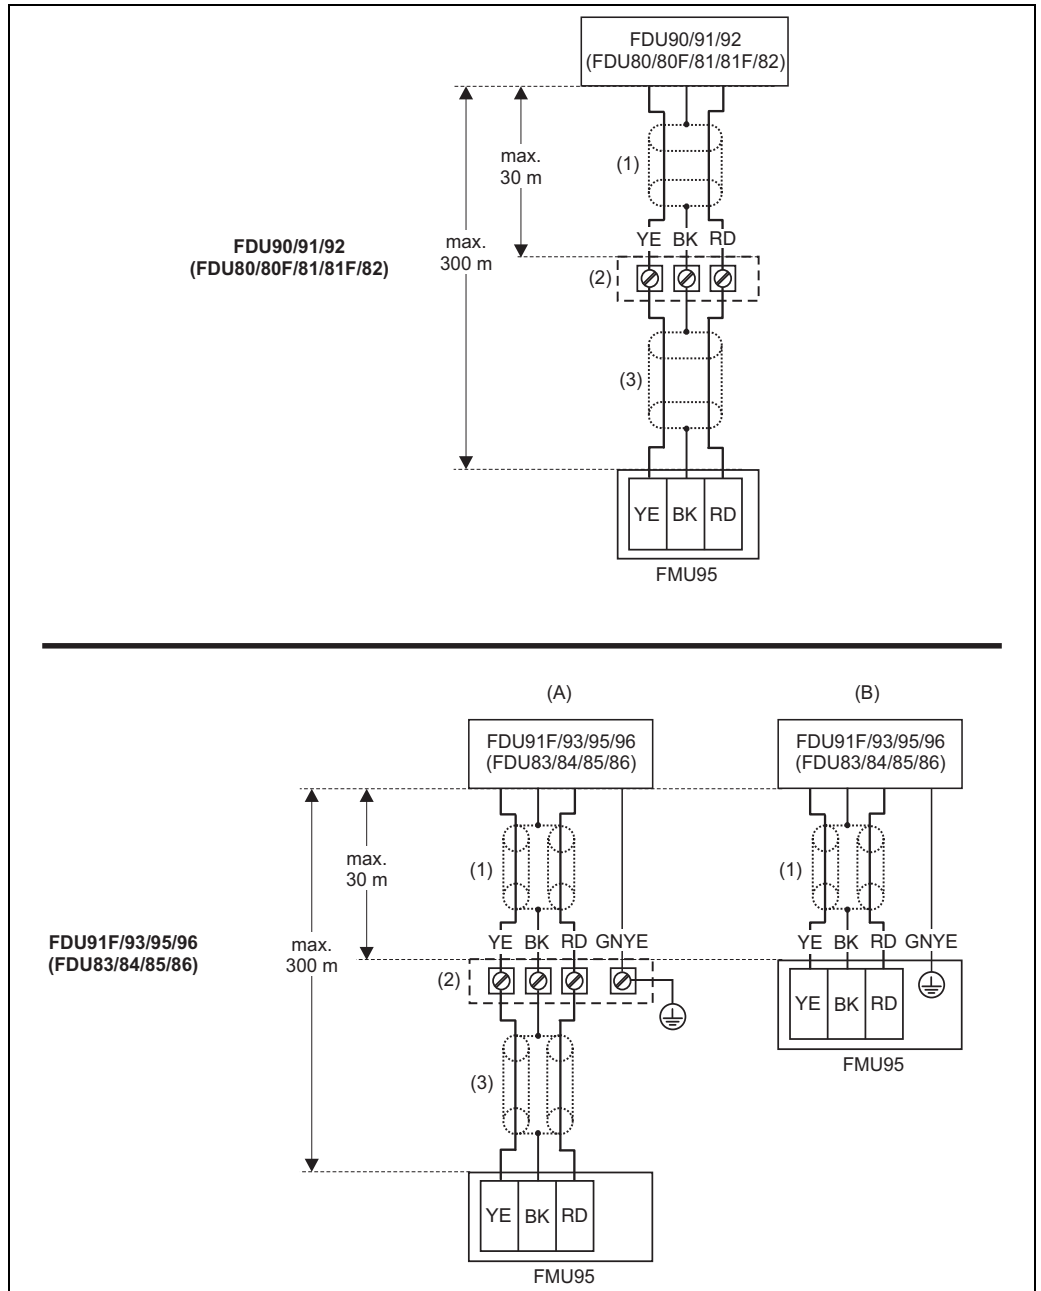 FDU90/91/92
(FDU80/80F/81/81F/82)
max.
30 m
(1)
max.
300 m
FDU90/91/92
(FDU80/80F/81/81F/82)
YE BK RD
(2)
(3)
YE BK RD
FMU95
(A)
(B)
FDU91F/93/95/96
(FDU83/84/85/86)
FDU91F/93/95/96
(FDU83/84/85/86)
max.
30 m
(1)
(1)
max.
300 m
FDU91F/93/95/96
(FDU83/84/85/86)
YE BK RD GNYE
YE BK RD GNYE
(2)
YE BK RD
FMU95
(3)
YE BK RD
FMU95